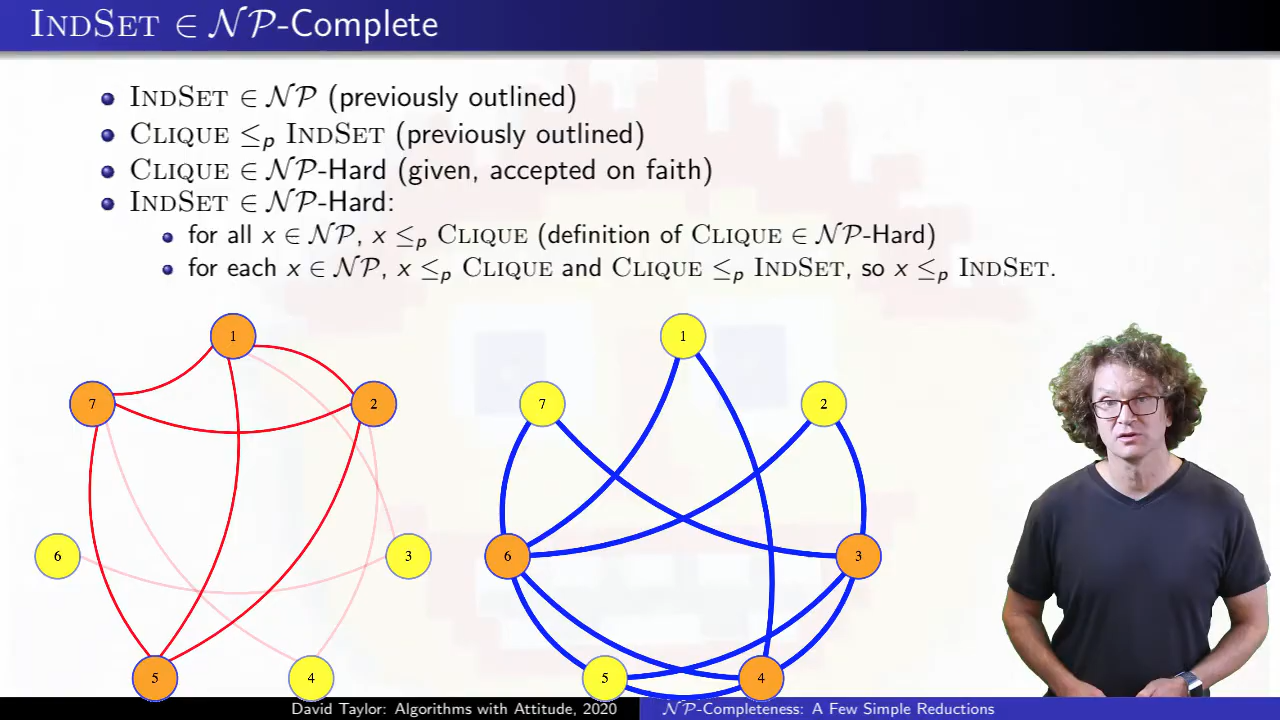 INDSET ∈ 𝒩𝒫-Complete
INDSET ∈ 𝒩𝒫 (previously outlined)
CLIQUE ≤ₚ INDSET (previously outlined)
CLIQUE ∈ 𝒩𝒫-Hard (given, accepted on faith)
INDSET ∈ 𝒩𝒫-Hard:
for all x ∈ 𝒩𝒫, x ≤ₚ CLIQUE (definition of CLIQUE ∈ 𝒩𝒫-Hard)
for each x ∈ 𝒩𝒫, x ≤ₚ CLIQUE and CLIQUE ≤ₚ INDSET, so x ≤ₚ INDSET.
1
7
2
6
3
5
4
1
7
2
6
3
5
4
David Taylor: Algorithms with Attitude, 2020
𝒩𝒫-Completeness: A Few Simple Reductions